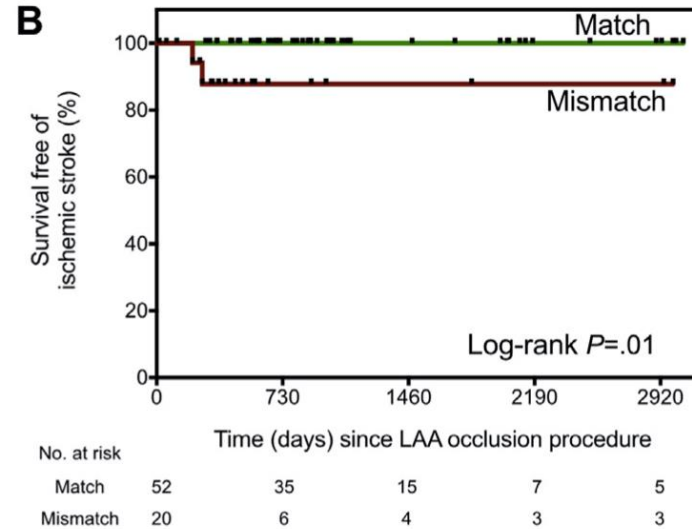 B
Match
Mismatch
Survival free of
ischemic stroke (%)
100
80
60
40
20
0
Log-rank P=.01
0 730 1460 2190 2920
Time (days) since LAA occlusion procedure
No. at risk
Match 52 35 15 7 5
Mismatch 20 6 4 3 3